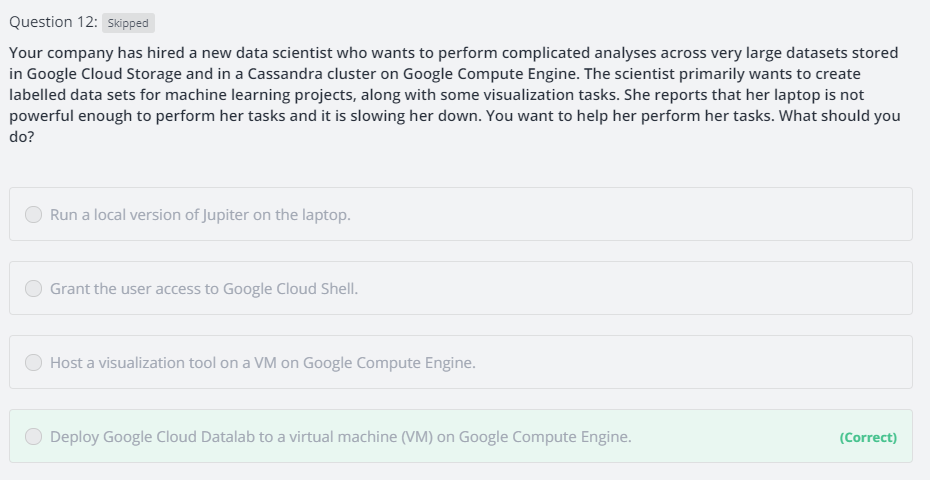 Question 12: Skipped
Your company has hired a new data scientist who wants to perform complicated analyses across very large datasets stored
in Google Cloud Storage and in a Cassandra cluster on Google Compute Engine. The scientist primarily wants to create
labelled data sets for machine learning projects, along with some visualization tasks. She reports that her laptop is not
powerful enough to perform her tasks and it is slowing her down. You want to help her perform her tasks. What should you
do?
Run a local version of Jupiter on the laptop.
Grant the user access to Google Cloud Shell.
Host a visualization tool on a VM on Google Compute Engine.
Deploy Google Cloud Datalab to a virtual machine (VM) on Google Compute Engine. (Correct)